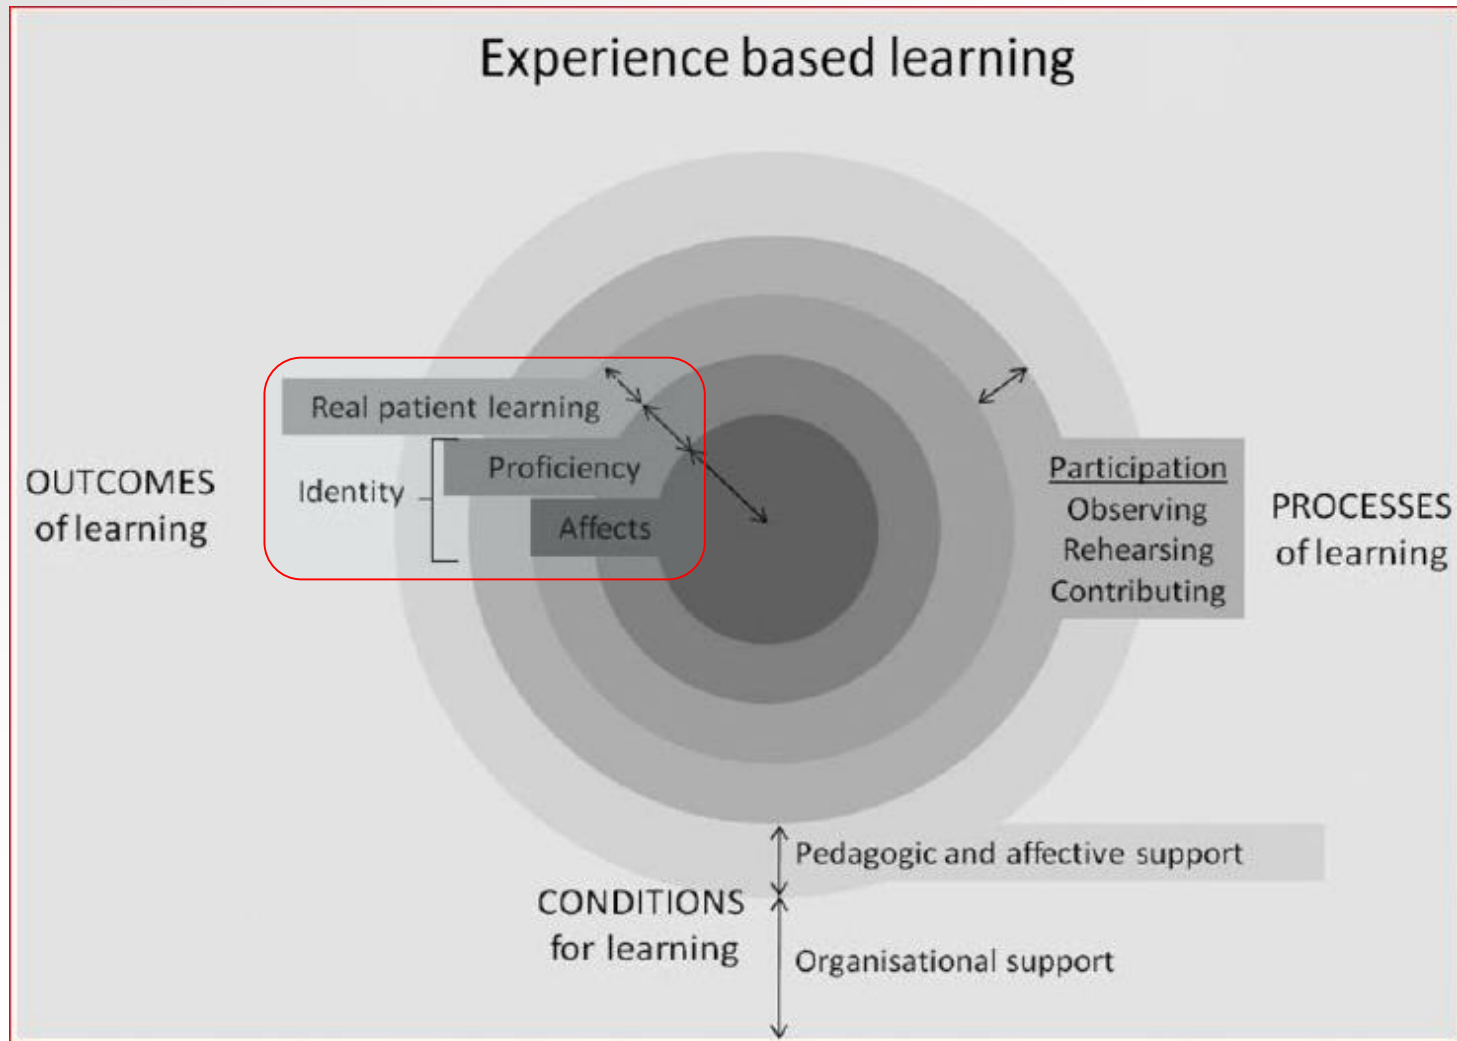 Experience based learning
Real patient learning
Proficiency
Identity
Affects
OUTCOMES
of learning
Participation
Observing
Rehearsing
Contributing
PROCESSES
of learning
Pedagogic and affective support
CONDITIONS
for learning
Organisational support